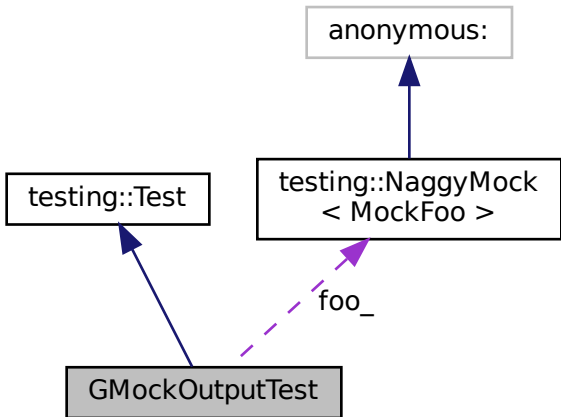 anonymous:
testing::Test
testing::NaggyMock
< MockFoo >
foo_
GMockOutputTest